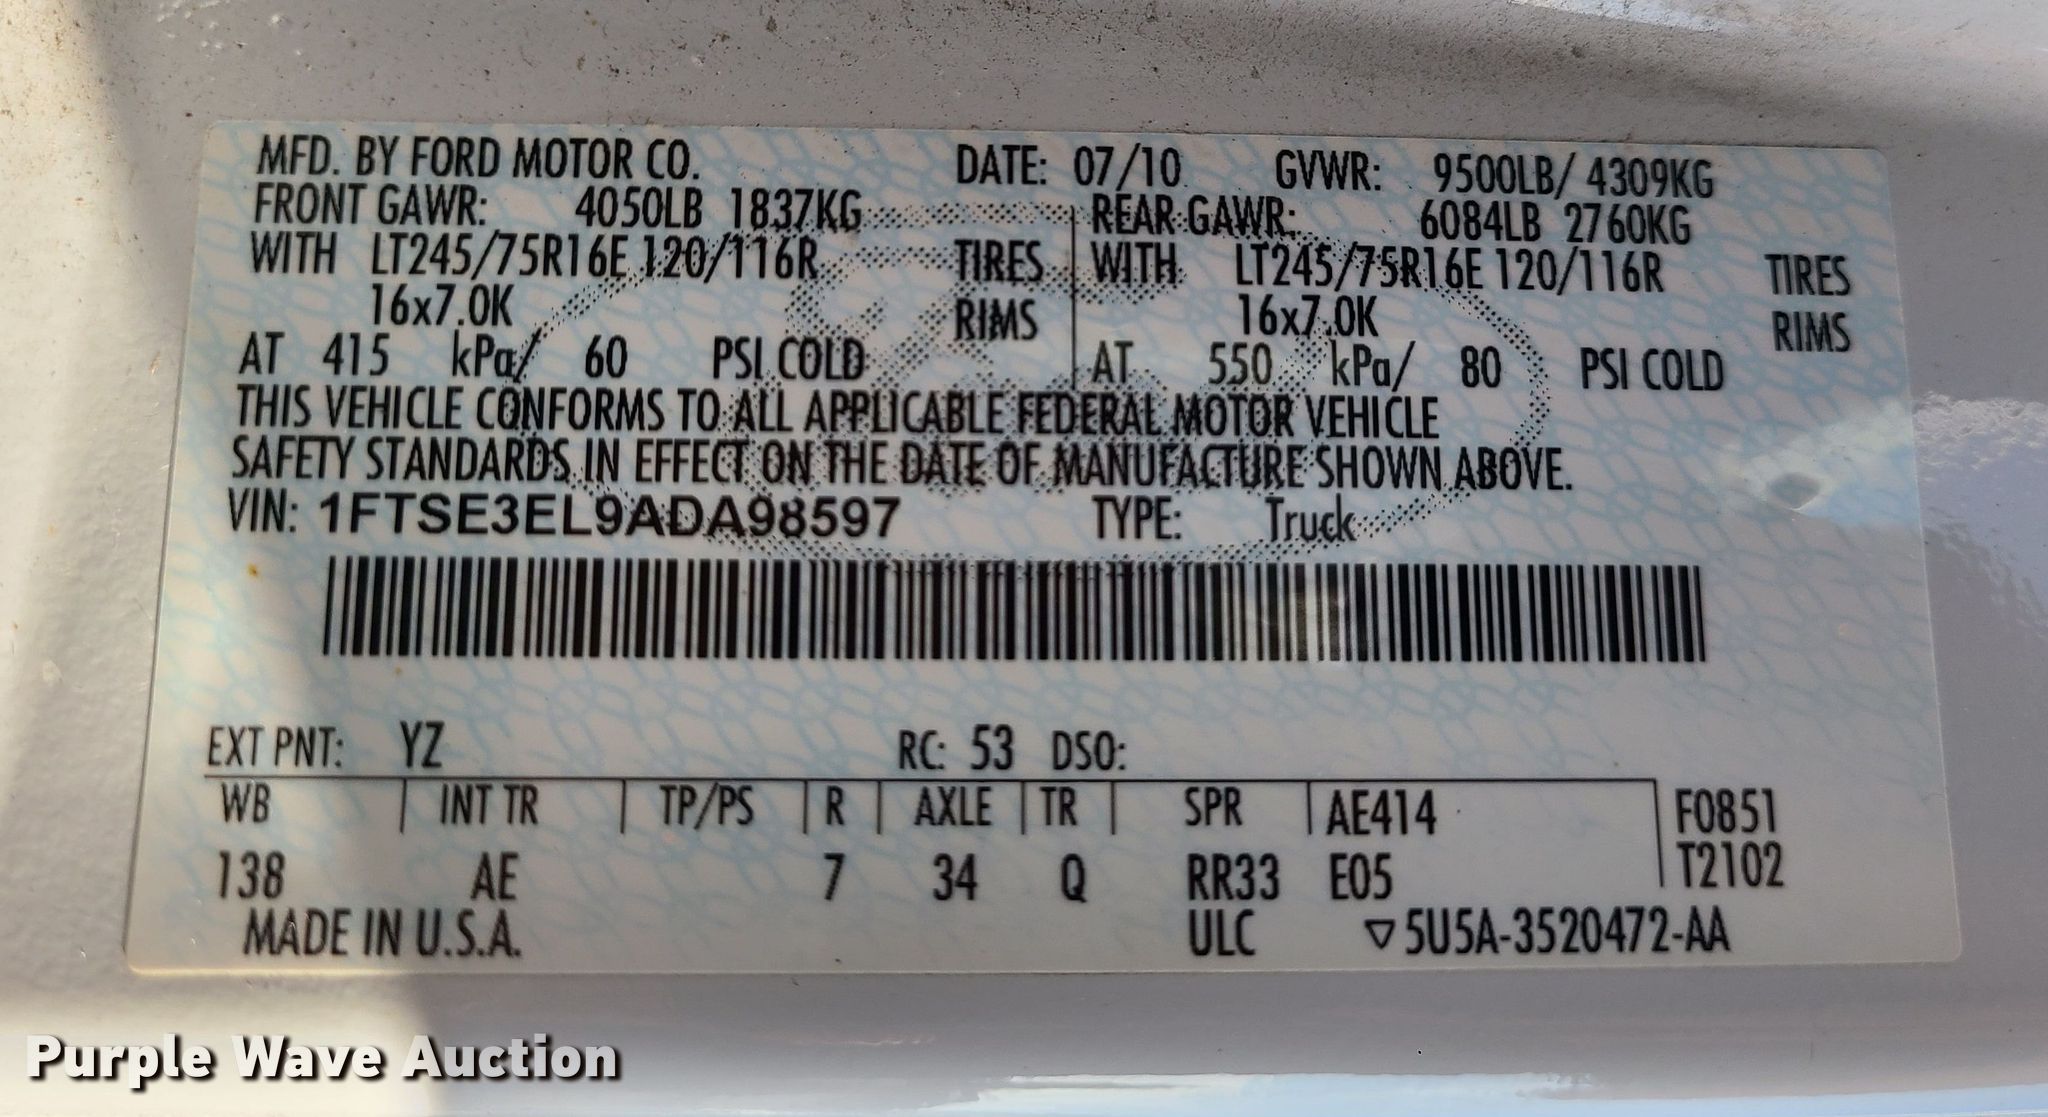 MFD. BY FORD MOTOR CO. DATE: 07/10 GVWR: 9500LB/ 4309KG
FRONT GAWR: 4050LB 1837KG REAR GAWR: 6084LB 2760KG
WITH LT245/75R16E 120/116R TIRES WITH LT245/75R16E 120/116R TIRES
16x7.0K RIMS 16x7.0K RIMS
AT 415 kPa/ 60 PSI COLD AT 550 kPa/ 80 PSI COLD
THIS VEHICLE CONFORMS TO ALL APPLICABLE FEDERAL MOTOR VEHICLE
SAFETY STANDARDS IN EFFECT ON THE DATE OF MANUFACTURE SHOWN ABOVE.
VIN: 1FTSE3EL9ADA98597 TYPE: Truck
EXT PNT: YZ RC: 53 DSO:
WB INT TR TP/PS R AXLE TR SPR AE414 F0851
138 AE 7 34 Q RR33 E05 T2102
MADE IN U.S.A. ULC ▽5U5A-3520472-AA
Purple Wave Auction